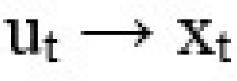 uₜ → xₜ